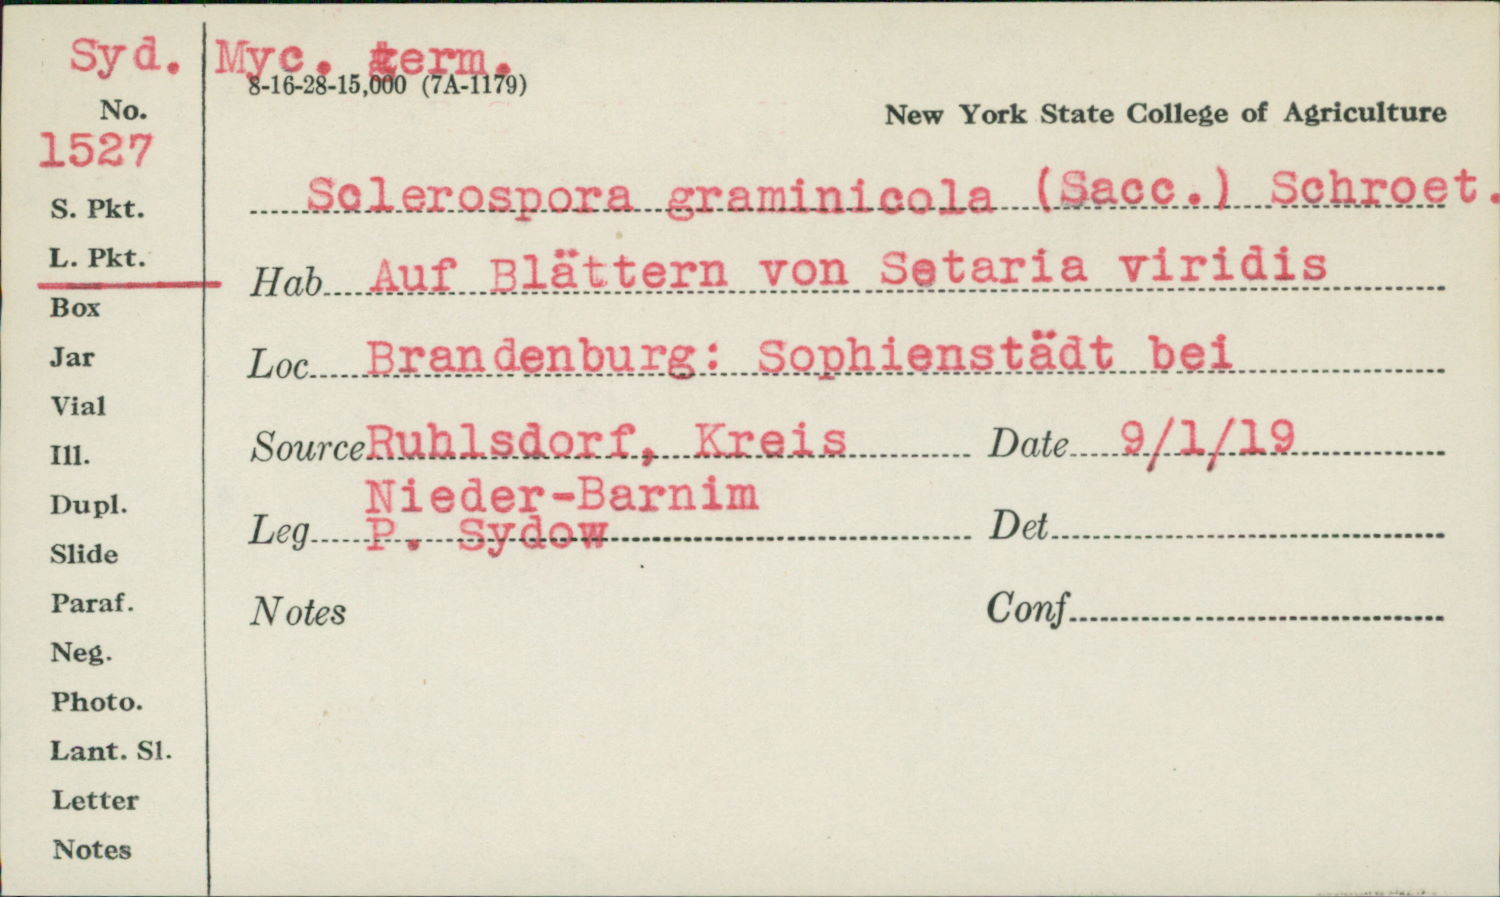 Syd. Myc. germ.
8-16-28-15,000 (7A-1179)
No.
New York State College of Agriculture
1527
S. Pkt.
Sclerospora graminicola (Sacc.) Schroet.
L. Pkt.
Hab Auf Blättern von Setaria viridis
Box
Jar
Loc Brandenburg: Sophienstädt bei
Vial
Ill.
Source Ruhlsdorf, Kreis Date 9/1/19
Dupl.
Nieder-Barnim
Leg P. Sydow Det
Slide
Paraf.
Notes Conf
Neg.
Photo.
Lant. Sl.
Letter
Notes